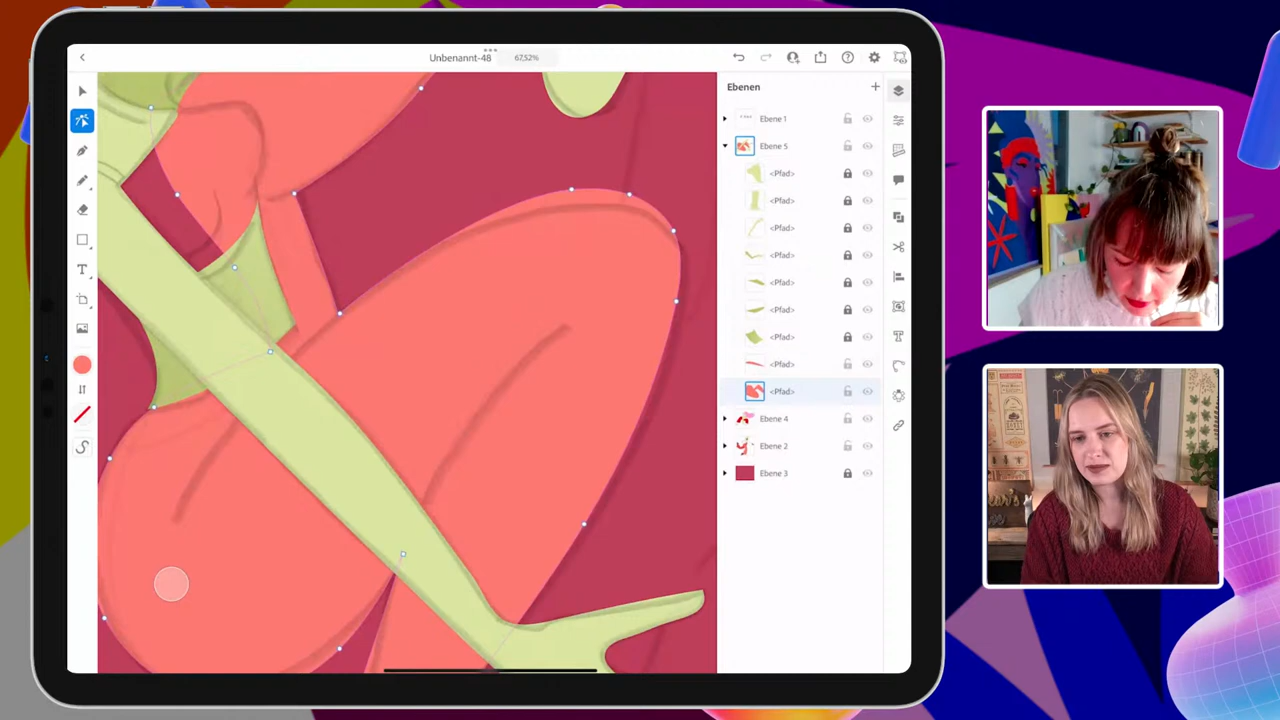 Unbenannt-48 67,52%
Ebenen
Ebene 1
Ebene 5
<Pfad>
<Pfad>
<Pfad>
<Pfad>
<Pfad>
<Pfad>
<Pfad>
<Pfad>
<Pfad>
Ebene 4
Ebene 2
Ebene 3